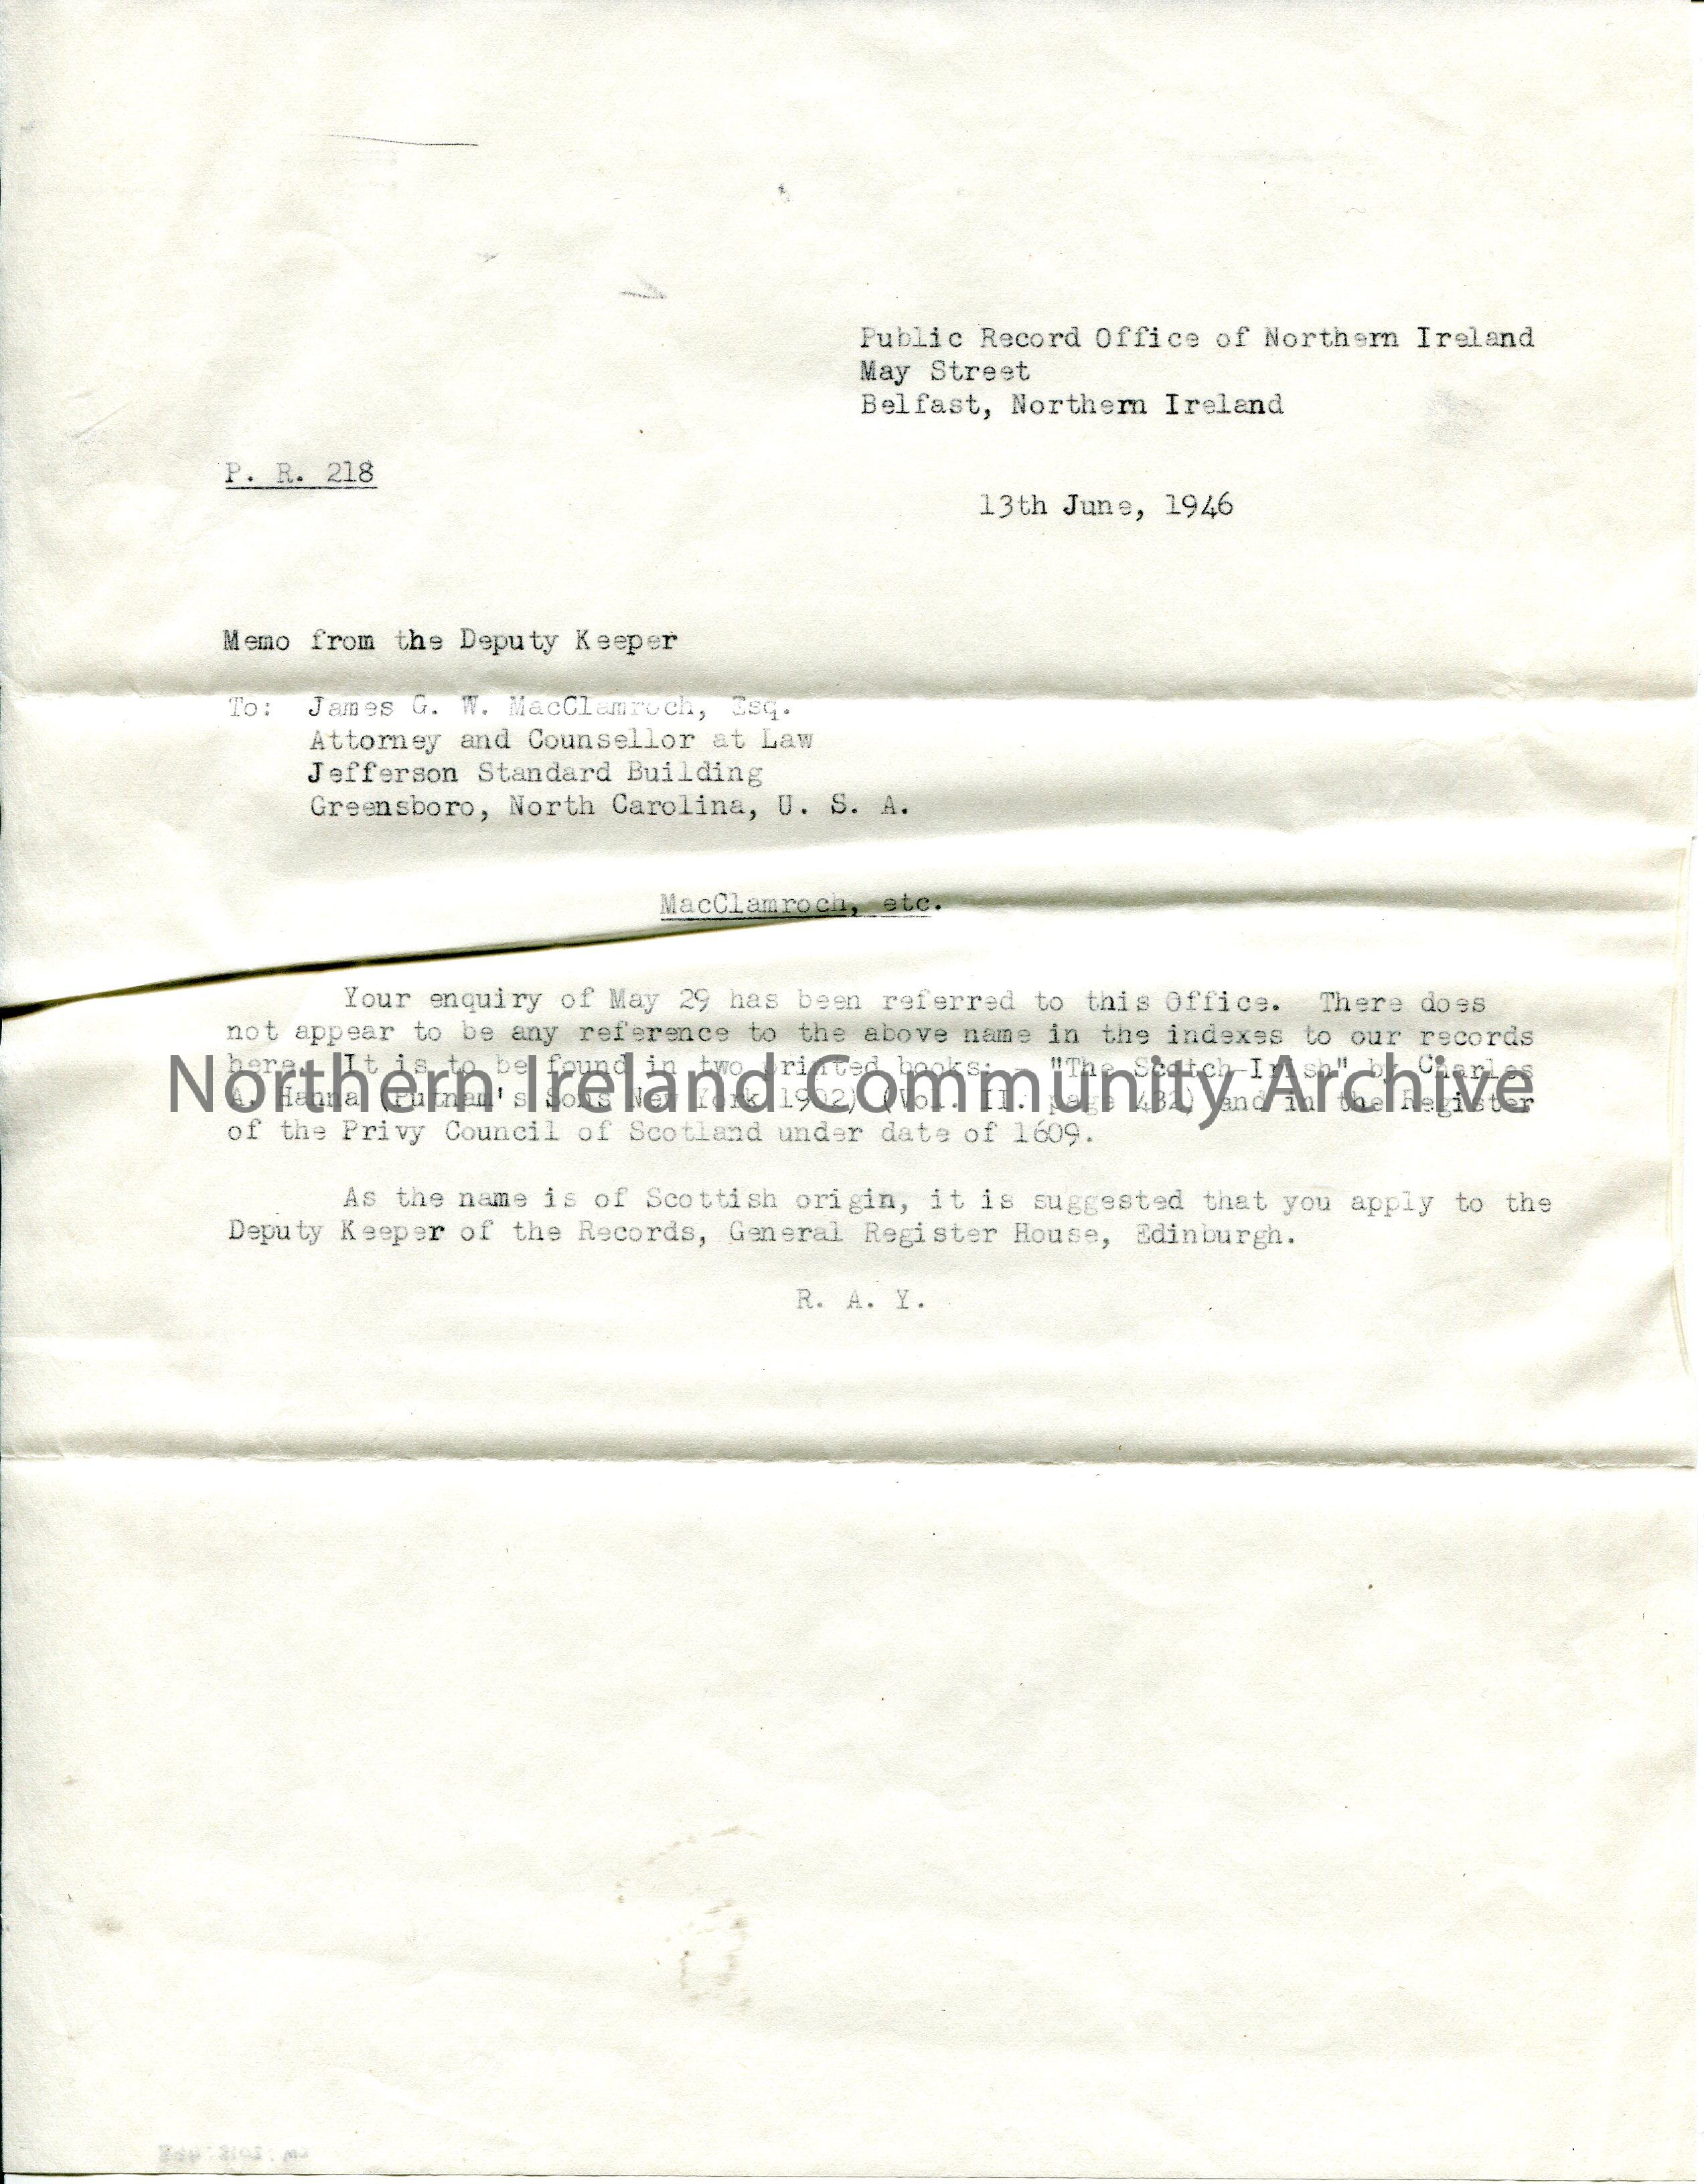 Public Record Office of Northern Ireland
May Street
Belfast, Northern Ireland
P. R. 218
13th June, 1946
Memo from the Deputy Keeper
To: James G. W. MacClamroch, Esq.
Attorney and Counsellor at Law
Jefferson Standard Building
Greensboro, North Carolina, U. S. A.
MacClamroch, etc.
Your enquiry of May 29 has been referred to this Office. There does
not appear to be any reference to the above name in the indexes to our records
here. It is to be found in two printed books: - "The Scotch-Irish" by Charles
A. Hanna (Putnam's Sons New York 1902) (Vol. II. page 432) and in the Register
of the Privy Council of Scotland under date of 1609.
As the name is of Scottish origin, it is suggested that you apply to the
Deputy Keeper of the Records, General Register House, Edinburgh.
R. A. Y.
Northern Ireland Community Archive